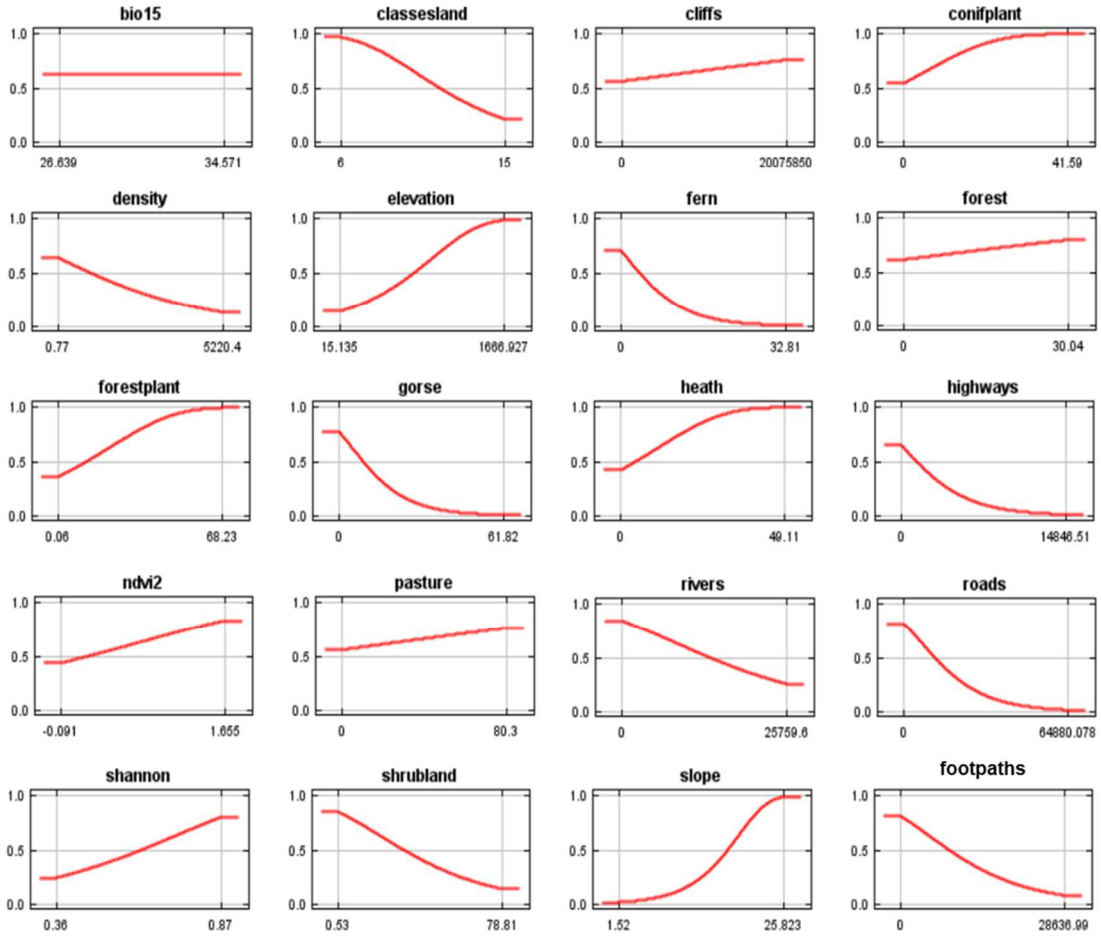 bio15 classesland cliffs conifplant
1.0 1.0 1.0 1.0
0.5 0.5 0.5 0.5
0.0 0.0 0.0 0.0
26.639 34.571 6 15 0 20075850 0 41.59
density elevation fern forest
1.0 1.0 1.0 1.0
0.5 0.5 0.5 0.5
0.0 0.0 0.0 0.0
0.77 5220.4 15.135 1666.927 0 32.81 0 30.04
forestplant gorse heath highways
1.0 1.0 1.0 1.0
0.5 0.5 0.5 0.5
0.0 0.0 0.0 0.0
0.06 68.23 0 61.82 0 49.11 0 14846.51
ndvi2 pasture rivers roads
1.0 1.0 1.0 1.0
0.5 0.5 0.5 0.5
0.0 0.0 0.0 0.0
-0.091 1.655 0 80.3 0 25759.6 0 64880.078
shannon shrubland slope footpaths
1.0 1.0 1.0 1.0
0.5 0.5 0.5 0.5
0.0 0.0 0.0 0.0
0.36 0.87 0.53 78.81 1.52 25.823 0 28636.99